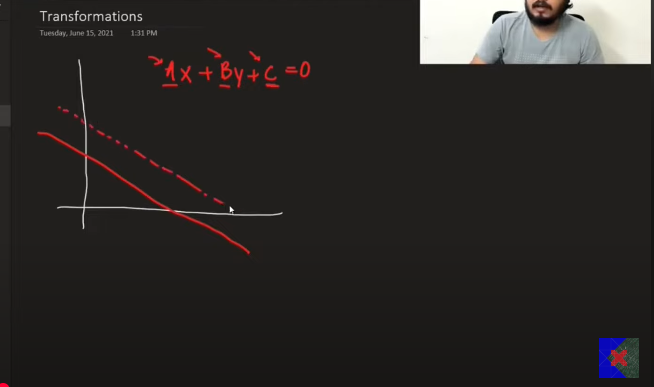 Transformations
Tuesday, June 15, 2021 1:31 PM
Ax + By + C = 0